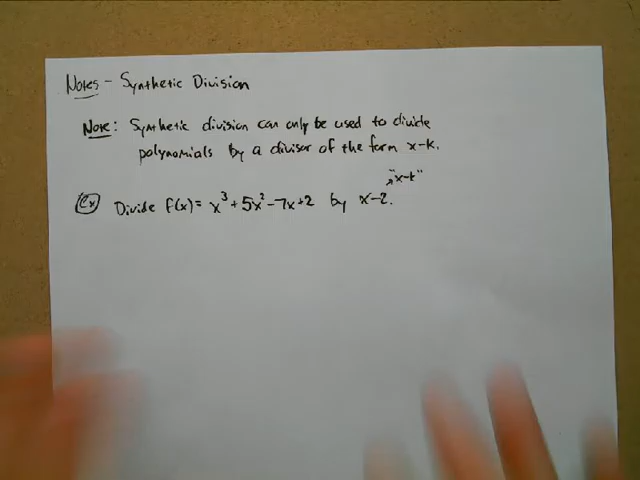 Notes - Synthetic Division
Note: Synthetic division can only be used to divide
polynomials by a divisor of the form x-k.
"x-k"
Ex Divide f(x) = x³ + 5x² - 7x + 2 by x-2.